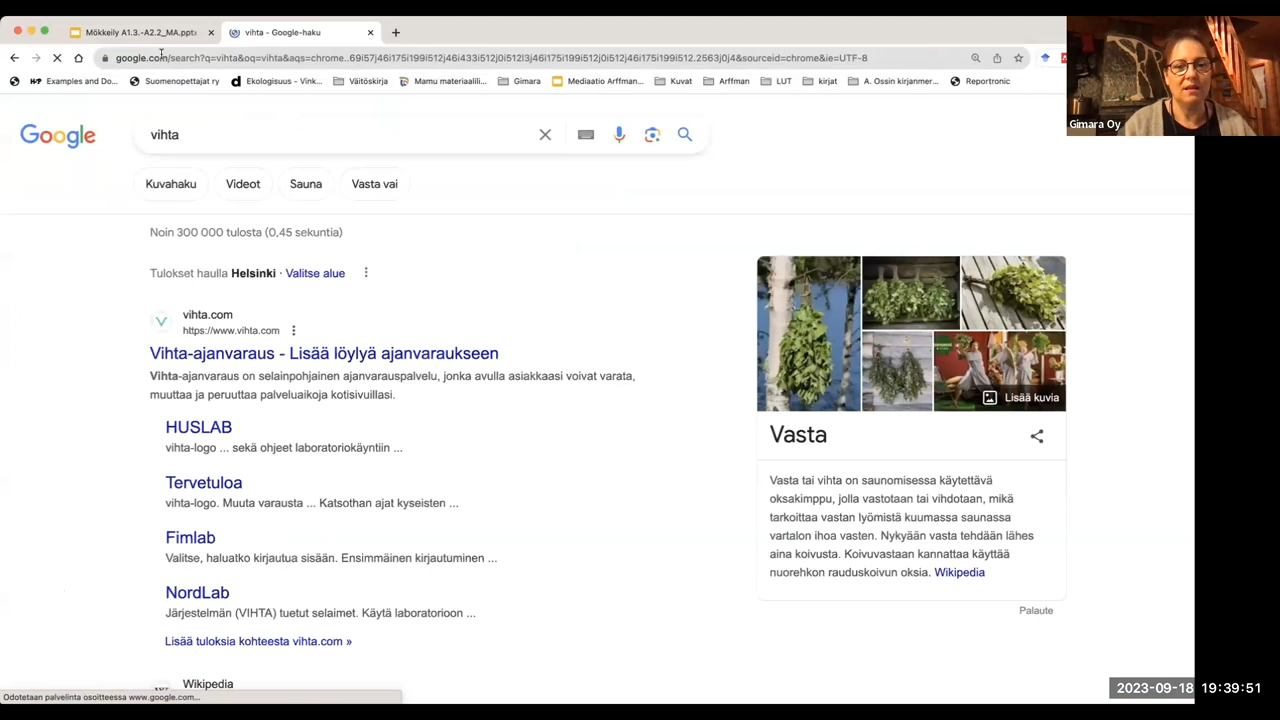 Mökkeily A1.3.-A2.2_MA.pptx
vihta - Google-haku
google.com/search?q=vihta&oq=vihta&aqs=chrome..69i57j46i175i199i512j46i433i512j0i512l3j46i175i199i512j0i512j46i175i199i512.2563j0j4&sourceid=chrome&ie=UTF-8
Examples and Do...
Suomenopettajat ry
Ekologisuus - Vink...
Väitöskirja
Mamu materiaalili...
Gimara
Mediaatio Arffman...
Kuvat
Arffman
LUT
kirjat
A. Ossin kirjanmer...
Reportronic
Gimara Oy
Google
vihta
Kuvahaku
Videot
Sauna
Vasta vai
Noin 300 000 tulosta (0,45 sekuntia)
Tulokset haulla Helsinki · Valitse alue
vihta.com
https://www.vihta.com
Vihta-ajanvaraus - Lisää löylyä ajanvaraukseen
Vihta-ajanvaraus on selainpohjainen ajanvarauspalvelu, jonka avulla asiakkaasi voivat varata,
muuttaa ja peruuttaa palveluaikoja kotisivuillasi.
HUSLAB
vihta-logo ... sekä ohjeet laboratoriokäyntiin ...
Tervetuloa
vihta-logo. Muuta varausta ... Katsothan ajat kyseisten ...
Fimlab
Valitse, haluatko kirjautua sisään. Ensimmäinen kirjautuminen ...
NordLab
Järjestelmän (VIHTA) tuetut selaimet. Käytä laboratorioon ...
Lisää tuloksia kohteesta vihta.com »
Wikipedia
Lisää kuvia
Vasta
Vasta tai vihta on saunomisessa käytettävä
oksakimppu, jolla vastotaan tai vihdotaan, mikä
tarkoittaa vastan lyömistä kuumassa saunassa
vartalon ihoa vasten. Nykyään vasta tehdään lähes
aina koivusta. Koivuvastaan kannattaa käyttää
nuorehkon rauduskoivun oksia. Wikipedia
Palaute
Odotetaan palvelinta osoitteessa www.google.com...
2023-09-18 19:39:51